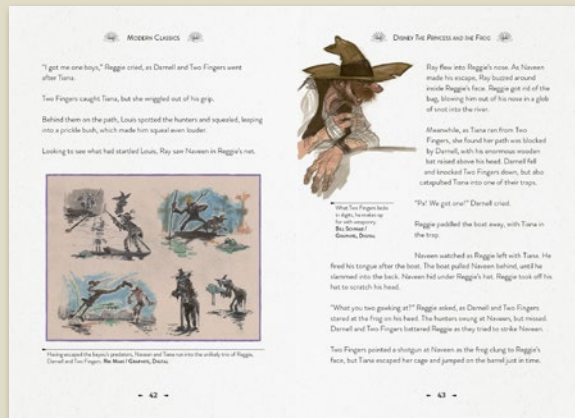 MODERN CLASSICS
"I got me one boys," Reggie cried, as Darnell and Two Fingers went
after Tiana.
Two Fingers caught Tiana, but she wriggled out of his grip.
Behind them on the path, Louis spotted the hunters and squealed, leaping
into a prickle bush, which made him squeal even louder.
Looking to see what had startled Louis, Ray saw Naveen in Reggie's net.
Having escaped the bayou's predators, Naveen and Tiana run into the unlikely trio of Reggie,
Darnell and Two Fingers.
GRAPHITE, DIGITAL
42
DISNEY THE PRINCESS AND THE FROG
Ray flew into Reggie's nose. As Naveen
made his escape, Ray buzzed around
inside Reggie's face. Reggie got rid of the
bug, blowing him out of his nose in a glob
of snot into the river.
Meanwhile, as Tiana ran from Two
Fingers, she found her path was blocked
by Darnell, with his enormous wooden
bat raised above his head. Darnell fell
and knocked Two Fingers down, but also
catapulted Tiana into one of their traps.
"Pa! We got one!" Darnell cried.
Reggie paddled the boat away, with Tiana in
the trap.
Naveen watched as Reggie left with Tiana. He
fired his tongue after the boat. The boat pulled Naveen behind, until he
slammed into the back. Naveen hid under Reggie's hat. Reggie took off his
hat to scratch his head.
"What you two gawking at?" Reggie asked, as Darnell and Two Fingers
stared at the frog on his head. The hunters swung at Naveen, but missed.
Darnell and Two Fingers battered Reggie as they tried to strike Naveen.
Two Fingers pointed a shotgun at Naveen as the frog clung to Reggie's
face, but Tiana escaped her cage and jumped on the barrel just in time.
What Two Fingers lacks
in digits, he makes up
for with weaponry.
BILL SCHWAB /
GRAPHITE, DIGITAL
43